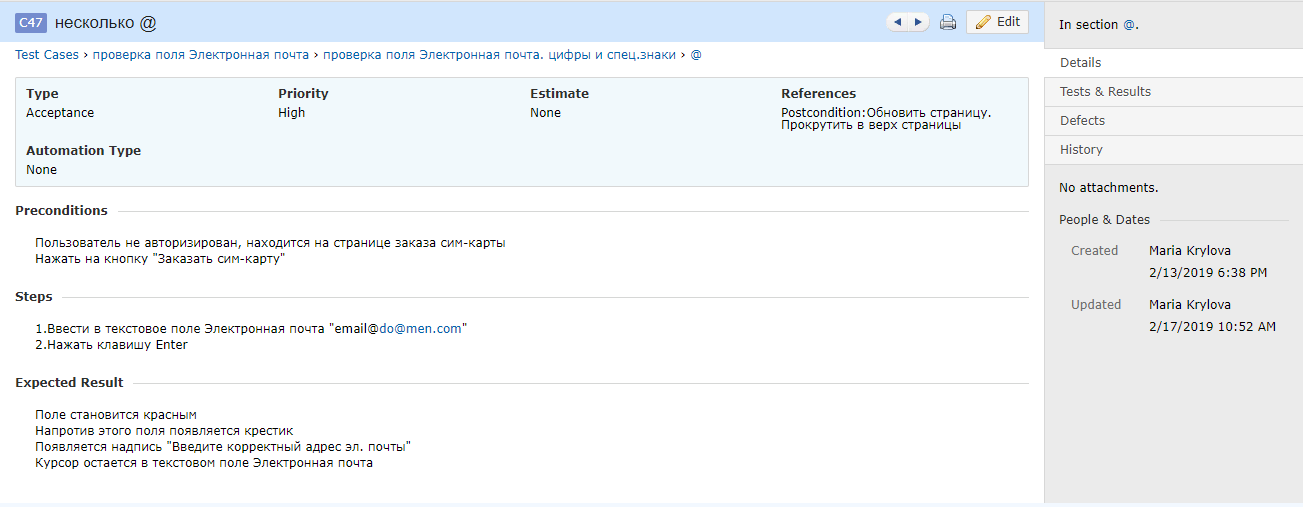 C47 несколько @
Edit
Test Cases › проверка поля Электронная почта › проверка поля Электронная почта. цифры и спец.знаки › @
Type Priority Estimate References
Acceptance High None Postcondition:Обновить страницу.
Прокрутить в верх страницы
Automation Type
None
Preconditions
Пользователь не авторизирован, находится на странице заказа сим-карты
Нажать на кнопку "Заказать сим-карту"
Steps
1.Ввести в текстовое поле Электронная почта "email@do@men.com"
2.Нажать клавишу Enter
Expected Result
Поле становится красным
Напротив этого поля появляется крестик
Появляется надпись "Введите корректный адрес эл. почты"
Курсор остается в текстовом поле Электронная почта
In section @.
Details
Tests & Results
Defects
History
No attachments.
People & Dates
Created Maria Krylova
2/13/2019 6:38 PM
Updated Maria Krylova
2/17/2019 10:52 AM